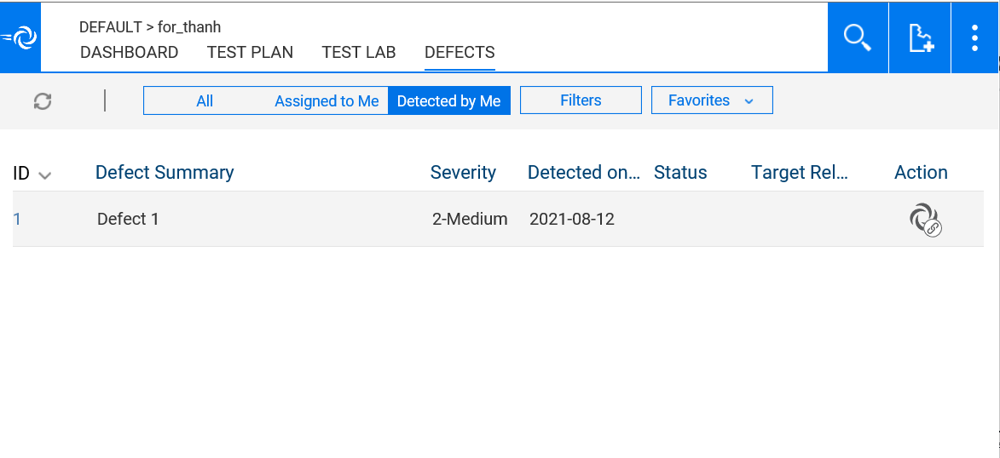 DEFAULT > for_thanh
DASHBOARD TEST PLAN TEST LAB DEFECTS
All Assigned to Me Detected by Me Filters Favorites
ID Defect Summary Severity Detected on... Status Target Rel... Action
1 Defect 1 2-Medium 2021-08-12